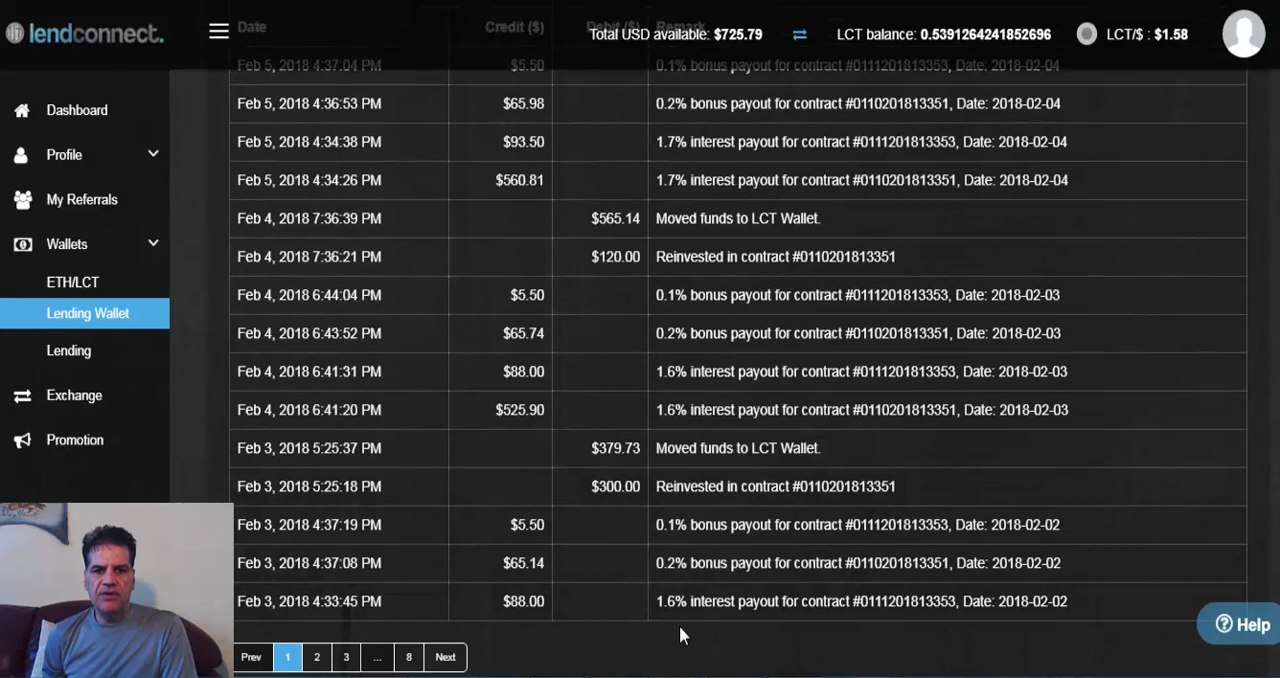 lendconnect.
Total USD available: $725.79
LCT balance: 0.5391264241852696
LCT/$ : $1.58
Dashboard
Profile
My Referrals
Wallets
ETH/LCT
Lending Wallet
Lending
Exchange
Promotion
Date Credit ($) Debit ($) Remark
Feb 5, 2018 4:37:04 PM $5.50 0.1% bonus payout for contract #0111201813353, Date: 2018-02-04
Feb 5, 2018 4:36:53 PM $65.98 0.2% bonus payout for contract #0110201813351, Date: 2018-02-04
Feb 5, 2018 4:34:38 PM $93.50 1.7% interest payout for contract #0111201813353, Date: 2018-02-04
Feb 5, 2018 4:34:26 PM $560.81 1.7% interest payout for contract #0110201813351, Date: 2018-02-04
Feb 4, 2018 7:36:39 PM $565.14 Moved funds to LCT Wallet.
Feb 4, 2018 7:36:21 PM $120.00 Reinvested in contract #0110201813351
Feb 4, 2018 6:44:04 PM $5.50 0.1% bonus payout for contract #0111201813353, Date: 2018-02-03
Feb 4, 2018 6:43:52 PM $65.74 0.2% bonus payout for contract #0110201813351, Date: 2018-02-03
Feb 4, 2018 6:41:31 PM $88.00 1.6% interest payout for contract #0111201813353, Date: 2018-02-03
Feb 4, 2018 6:41:20 PM $525.90 1.6% interest payout for contract #0110201813351, Date: 2018-02-03
Feb 3, 2018 5:25:37 PM $379.73 Moved funds to LCT Wallet.
Feb 3, 2018 5:25:18 PM $300.00 Reinvested in contract #0110201813351
Feb 3, 2018 4:37:19 PM $5.50 0.1% bonus payout for contract #0111201813353, Date: 2018-02-02
Feb 3, 2018 4:37:08 PM $65.14 0.2% bonus payout for contract #0110201813351, Date: 2018-02-02
Feb 3, 2018 4:33:45 PM $88.00 1.6% interest payout for contract #0111201813353, Date: 2018-02-02
Prev 1 2 3 ... 8 Next
Help